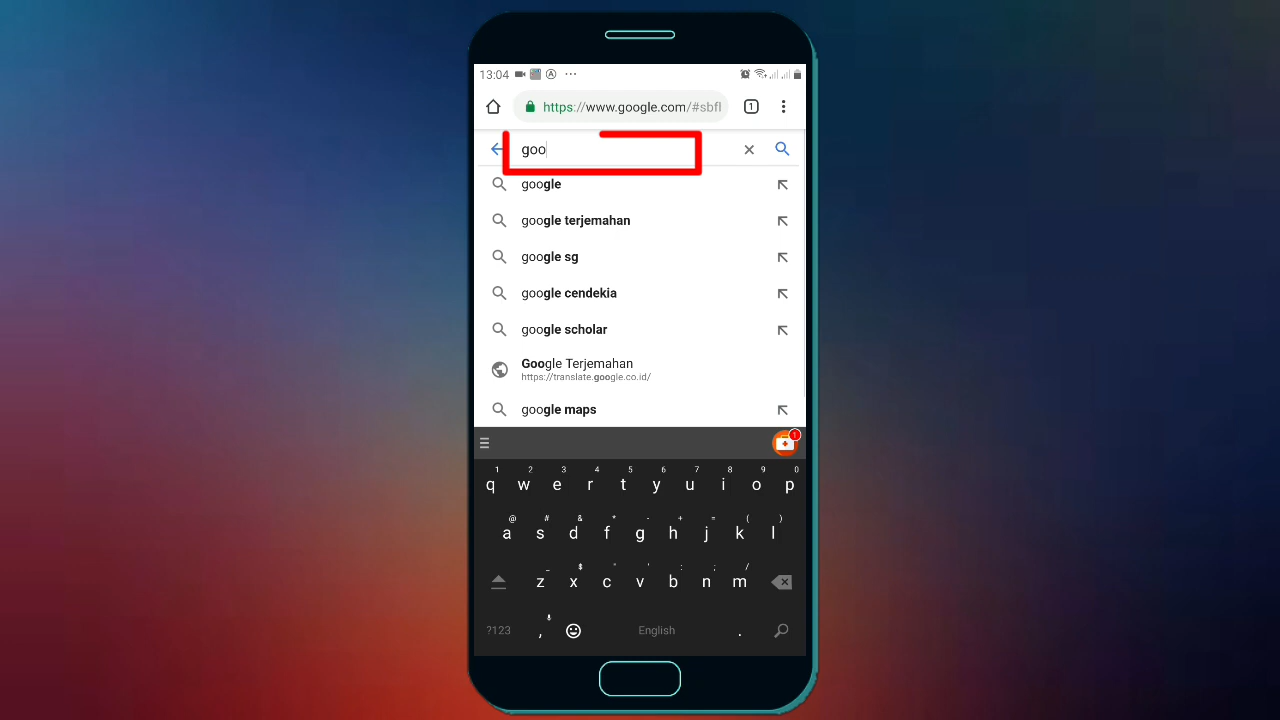 13:04
https://www.google.com/#sbfl
1
goo
google
google terjemahan
google sg
google cendekia
google scholar
Google Terjemahan
https://translate.google.co.id/
google maps
1
1 2 3 4 5 6 7 8 9 0
q w e r t y u i o p
@ # & * - + = ( )
a s d f g h j k l
_ $ " ' : ; /
z x c v b n m
?123 , English .